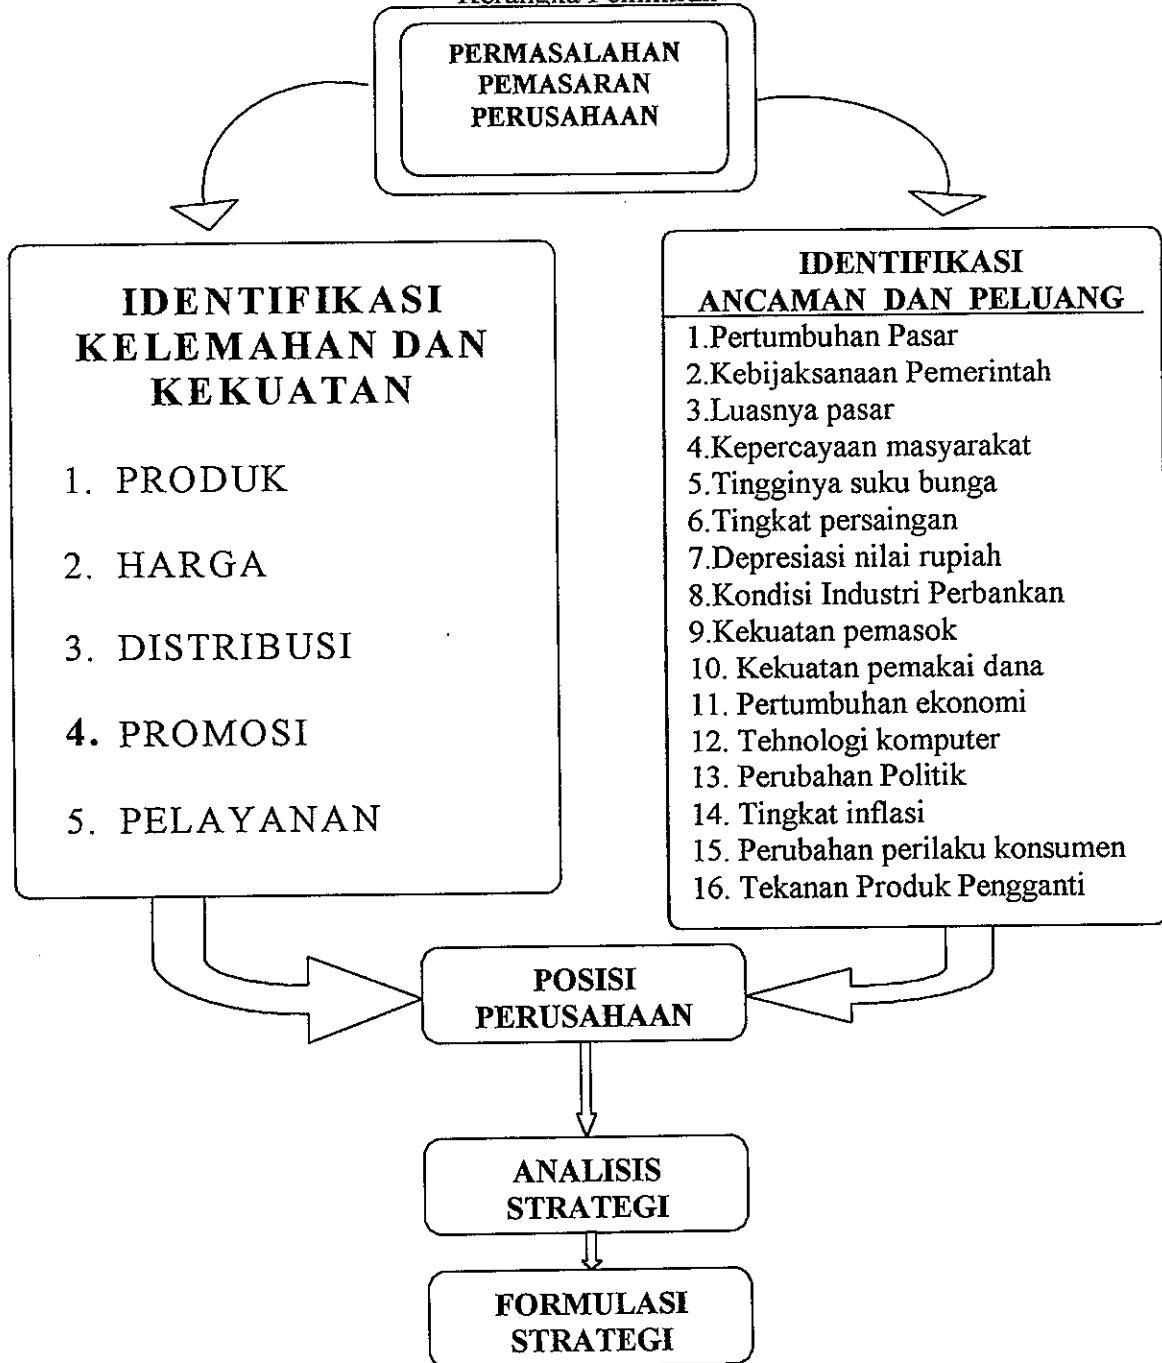 PERMASALAHAN
PEMASARAN
PERUSAHAAN
IDENTIFIKASI
KELEMAHAN DAN
KEKUATAN
1. PRODUK
2. HARGA
3. DISTRIBUSI
4. PROMOSI
5. PELAYANAN
IDENTIFIKASI
ANCAMAN DAN PELUANG
1.Pertumbuhan Pasar
2.Kebijaksanaan Pemerintah
3.Luasnya pasar
4.Kepercayaan masyarakat
5.Tingginya suku bunga
6.Tingkat persaingan
7.Depresiasi nilai rupiah
8.Kondisi Industri Perbankan
9.Kekuatan pemasok
10. Kekuatan pemakai dana
11. Pertumbuhan ekonomi
12. Tehnologi komputer
13. Perubahan Politik
14. Tingkat inflasi
15. Perubahan perilaku konsumen
16. Tekanan Produk Pengganti
POSISI
PERUSAHAAN
ANALISIS
STRATEGI
FORMULASI
STRATEGI